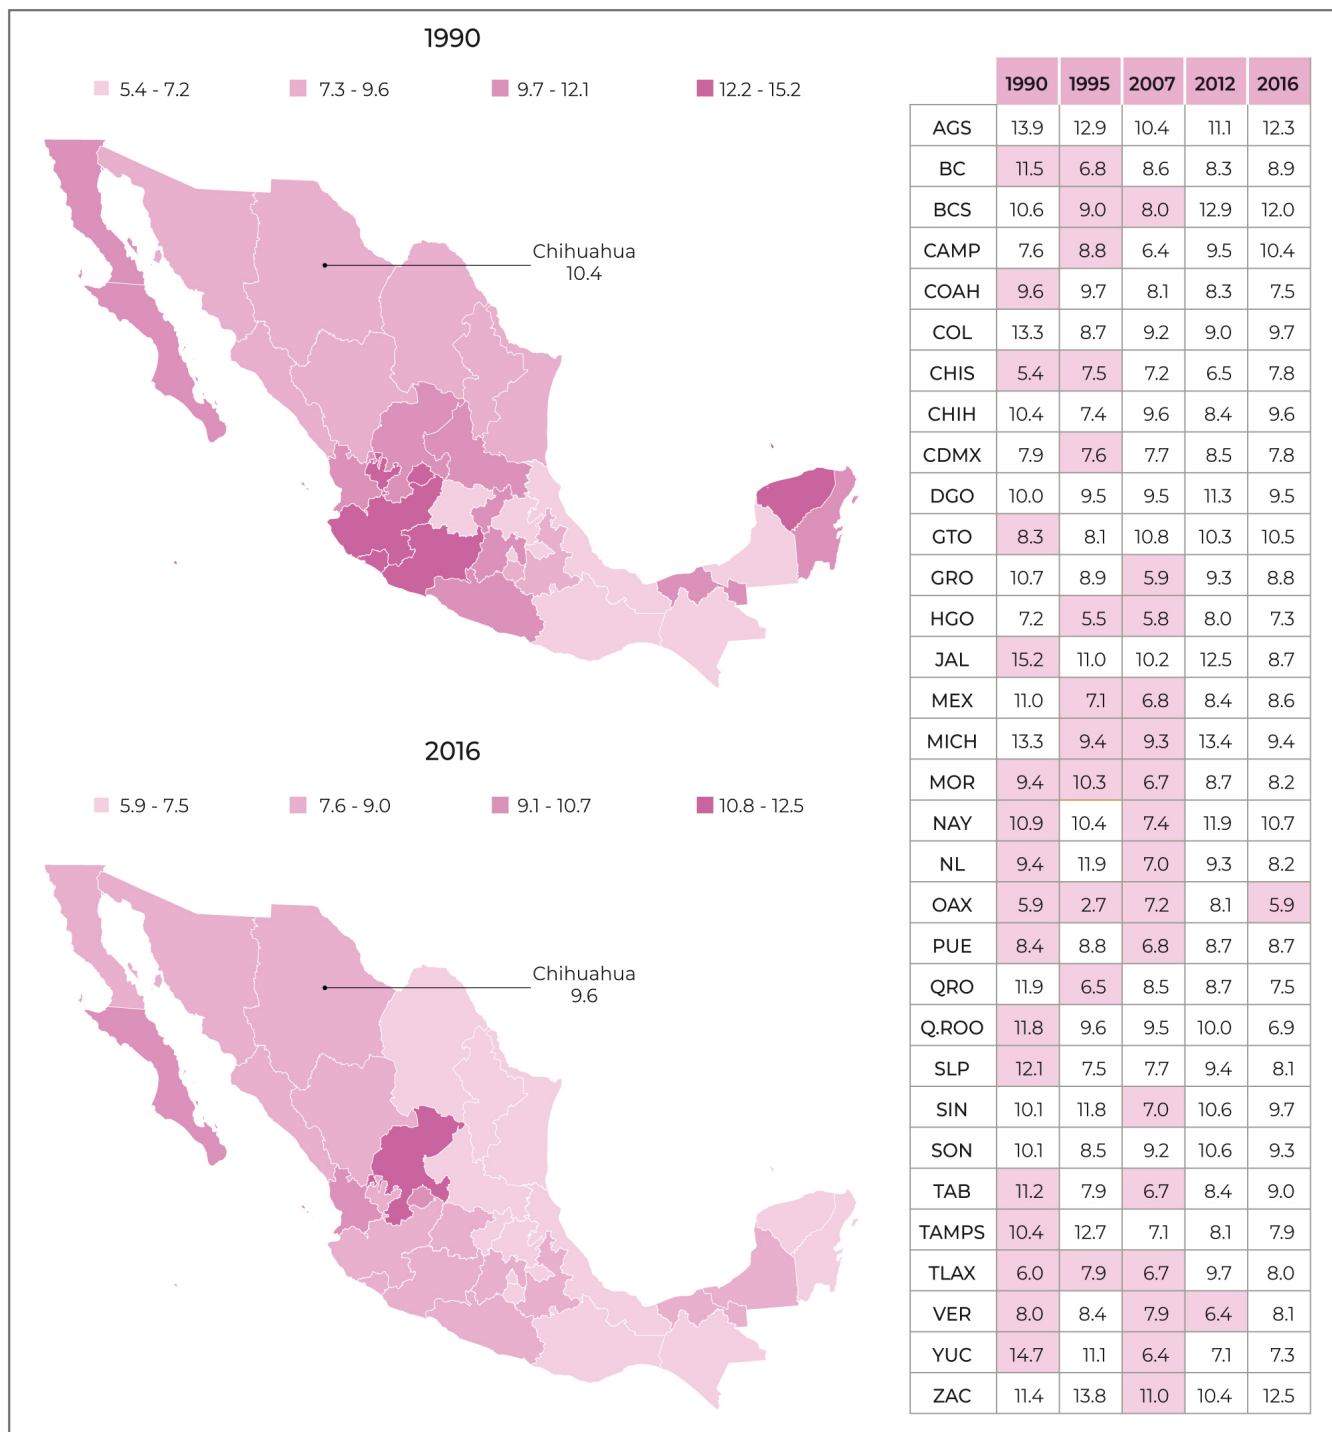 1990
5.4 - 7.2
7.3 - 9.6
9.7 - 12.1
12.2 - 15.2
Chihuahua
10.4
2016
5.9 - 7.5
7.6 - 9.0
9.1 - 10.7
10.8 - 12.5
Chihuahua
9.6
1990 1995 2007 2012 2016
AGS 13.9 12.9 10.4 11.1 12.3
BC 11.5 6.8 8.6 8.3 8.9
BCS 10.6 9.0 8.0 12.9 12.0
CAMP 7.6 8.8 6.4 9.5 10.4
COAH 9.6 9.7 8.1 8.3 7.5
COL 13.3 8.7 9.2 9.0 9.7
CHIS 5.4 7.5 7.2 6.5 7.8
CHIH 10.4 7.4 9.6 8.4 9.6
CDMX 7.9 7.6 7.7 8.5 7.8
DGO 10.0 9.5 9.5 11.3 9.5
GTO 8.3 8.1 10.8 10.3 10.5
GRO 10.7 8.9 5.9 9.3 8.8
HGO 7.2 5.5 5.8 8.0 7.3
JAL 15.2 11.0 10.2 12.5 8.7
MEX 11.0 7.1 6.8 8.4 8.6
MICH 13.3 9.4 9.3 13.4 9.4
MOR 9.4 10.3 6.7 8.7 8.2
NAY 10.9 10.4 7.4 11.9 10.7
NL 9.4 11.9 7.0 9.3 8.2
OAX 5.9 2.7 7.2 8.1 5.9
PUE 8.4 8.8 6.8 8.7 8.7
QRO 11.9 6.5 8.5 8.7 7.5
Q.ROO 11.8 9.6 9.5 10.0 6.9
SLP 12.1 7.5 7.7 9.4 8.1
SIN 10.1 11.8 7.0 10.6 9.7
SON 10.1 8.5 9.2 10.6 9.3
TAB 11.2 7.9 6.7 8.4 9.0
TAMPS 10.4 12.7 7.1 8.1 7.9
TLAX 6.0 7.9 6.7 9.7 8.0
VER 8.0 8.4 7.9 6.4 8.1
YUC 14.7 11.1 6.4 7.1 7.3
ZAC 11.4 13.8 11.0 10.4 12.5